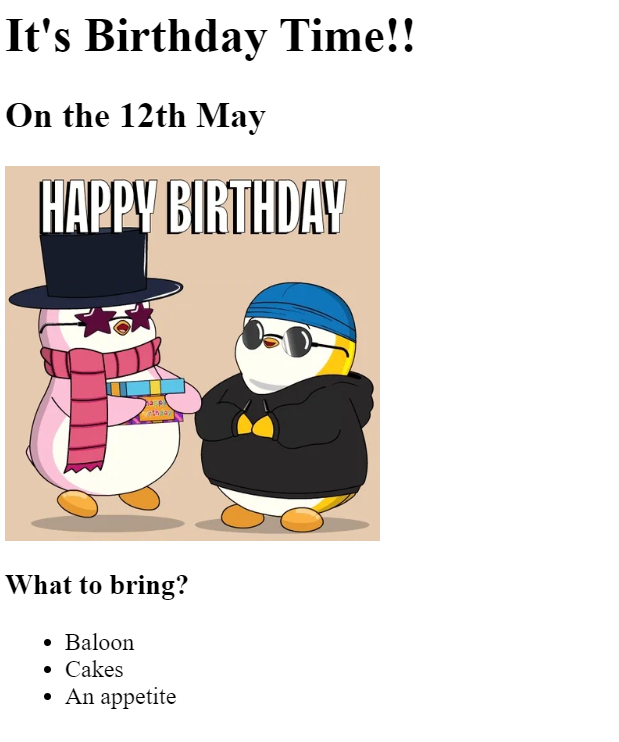 It's Birthday Time!!
On the 12th May
HAPPY BIRTHDAY
What to bring?
Baloon
Cakes
An appetite